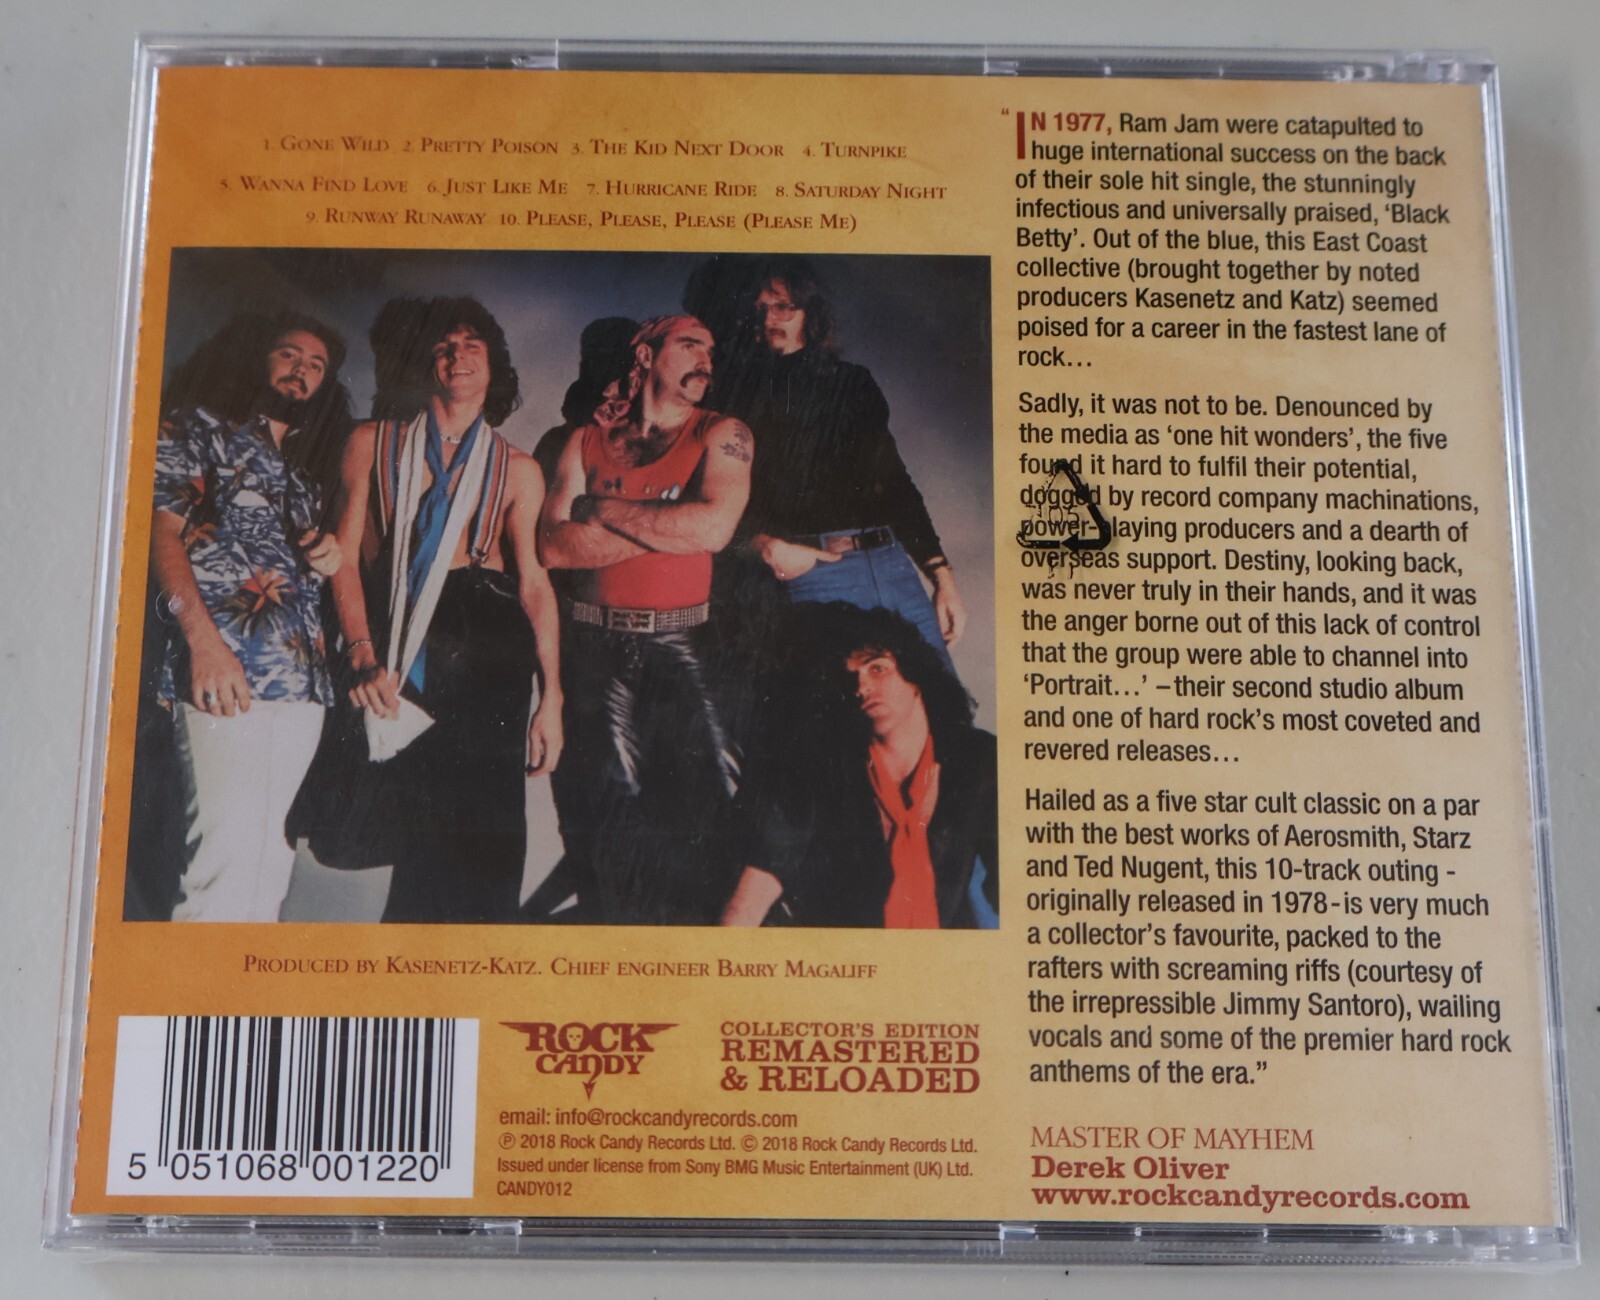 1. Gone Wild 2. Pretty Poison 3. The Kid Next Door 4. Turnpike
5. Wanna Find Love 6. Just Like Me 7. Hurricane Ride 8. Saturday Night
9. Runway Runaway 10. Please, Please, Please (Please Me)
Produced by Kasenetz-Katz. Chief engineer Barry Magaliff
5 051068 001220
ROCK
CANDY
COLLECTOR'S EDITION
REMASTERED
& RELOADED
email: info@rockcandyrecords.com
℗ 2018 Rock Candy Records Ltd. © 2018 Rock Candy Records Ltd.
Issued under license from Sony BMG Music Entertainment (UK) Ltd.
CANDY012
“IN 1977, Ram Jam were catapulted to
huge international success on the back
of their sole hit single, the stunningly
infectious and universally praised, ‘Black
Betty’. Out of the blue, this East Coast
collective (brought together by noted
producers Kasenetz and Katz) seemed
poised for a career in the fastest lane of
rock…
Sadly, it was not to be. Denounced by
the media as ‘one hit wonders’, the five
found it hard to fulfil their potential,
dogged by record company machinations,
power-playing producers and a dearth of
overseas support. Destiny, looking back,
was never truly in their hands, and it was
the anger borne out of this lack of control
that the group were able to channel into
‘Portrait…’ – their second studio album
and one of hard rock’s most coveted and
revered releases…
Hailed as a five star cult classic on a par
with the best works of Aerosmith, Starz
and Ted Nugent, this 10-track outing -
originally released in 1978 - is very much
a collector’s favourite, packed to the
rafters with screaming riffs (courtesy of
the irrepressible Jimmy Santoro), wailing
vocals and some of the premier hard rock
anthems of the era.”
MASTER OF MAYHEM
Derek Oliver
www.rockcandyrecords.com